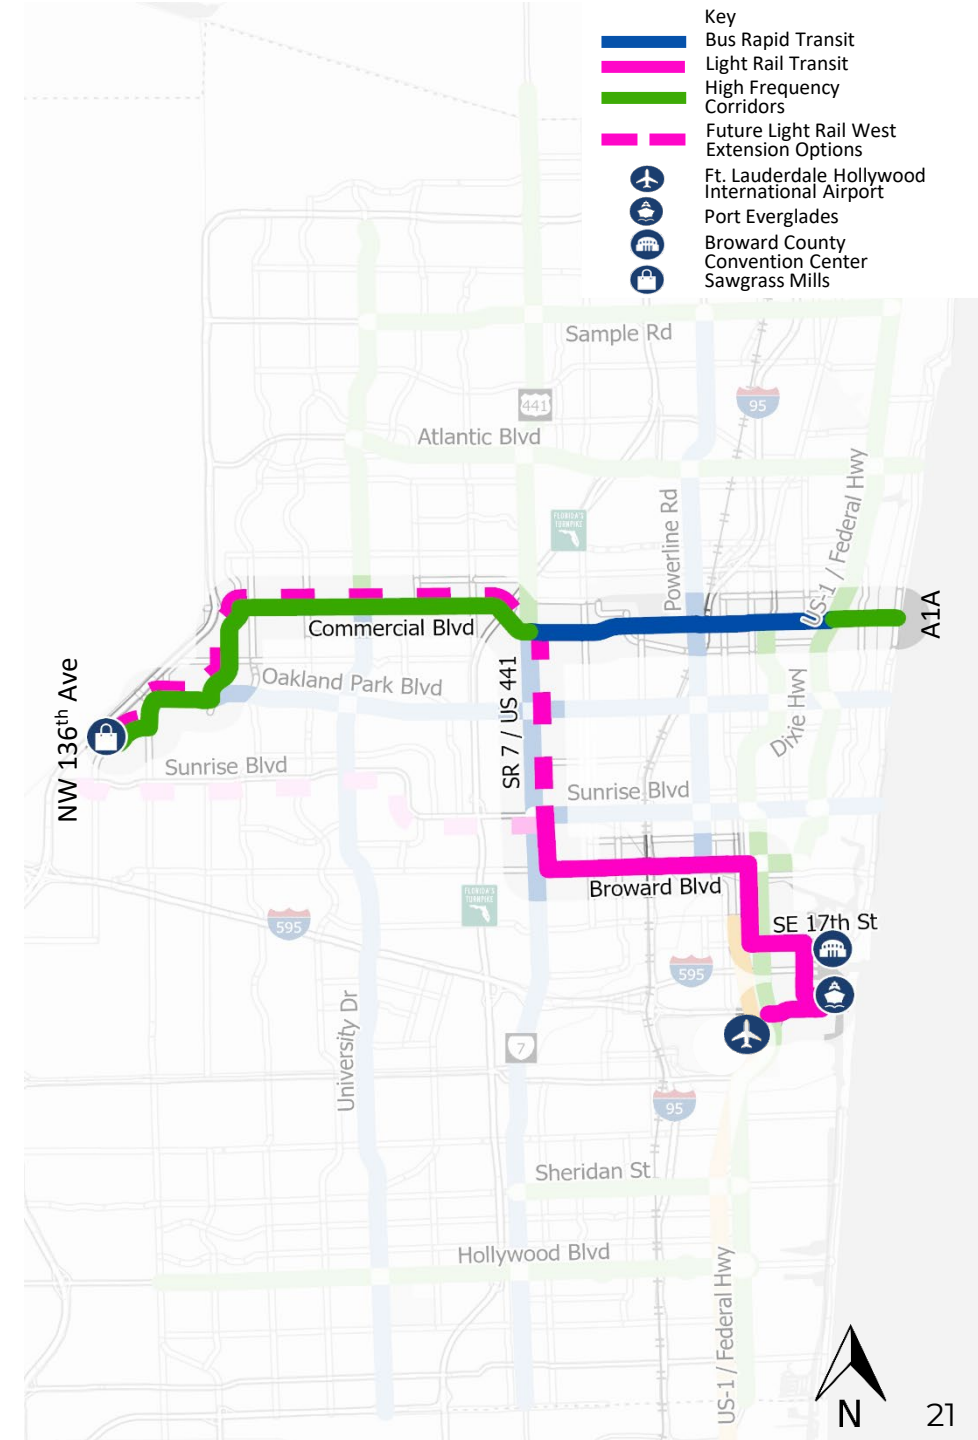 Key
Bus Rapid Transit
Light Rail Transit
High Frequency
Corridors
Future Light Rail West
Extension Options
Ft. Lauderdale Hollywood
International Airport
Port Everglades
Broward County
Convention Center
Sawgrass Mills
Sample Rd
441
95
Atlantic Blvd
FLORIDA'S
TURNPIKE
Powerline Rd
US-1 / Federal Hwy
A1A
Commercial Blvd
NW 136th Ave
Oakland Park Blvd
SR 7 / US 441
Dixie Hwy
Sunrise Blvd
Sunrise Blvd
Broward Blvd
FLORIDA'S
TURNPIKE
595
SE 17th St
595
University Dr
7
95
Sheridan St
Hollywood Blvd
US-1 / Federal Hwy
N
21